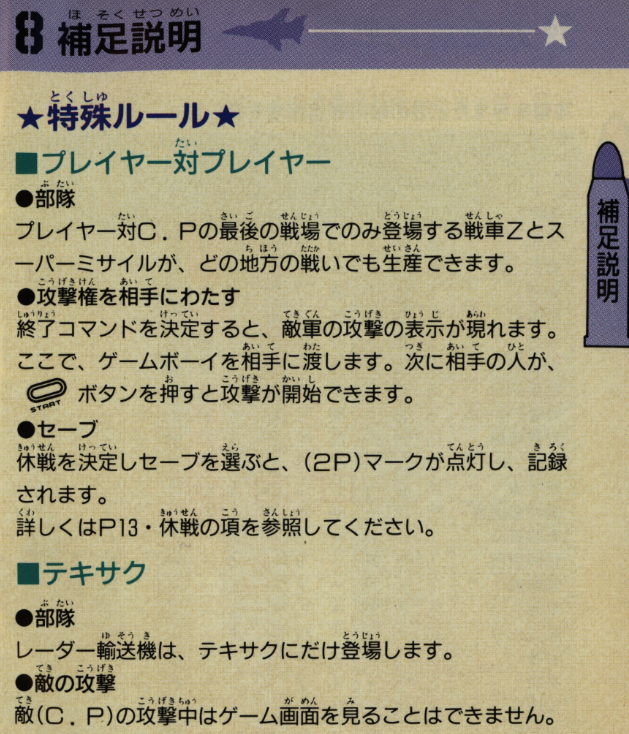 8 補足説明
★特殊ルール★
■プレイヤー対プレイヤー
●部隊
プレイヤー対C．Pの最後の戦場でのみ登場する戦車Zとス
ーパーミサイルが、どの地方の戦いでも生産できます。
●攻撃権を相手にわたす
終了コマンドを決定すると、敵軍の攻撃の表示が現れます。
ここで、ゲームボーイを相手に渡します。次に相手の人が、
START ボタンを押すと攻撃が開始できます。
●セーブ
休戦を決定しセーブを選ぶと、(2P)マークが点灯し、記録
されます。
詳しくはP13・休戦の項を参照してください。
■テキサク
●部隊
レーダー輸送機は、テキサクにだけ登場します。
●敵の攻撃
敵(C．P)の攻撃中はゲーム画面を見ることはできません。
補足説明